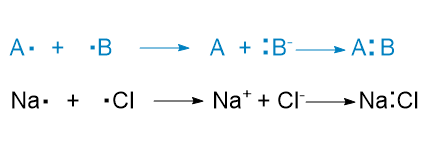 A· + ·B ⟶ A + :B⁻ ⟶ A:B
Na· + ·Cl ⟶ Na⁺ + Cl⁻ ⟶ Na:Cl